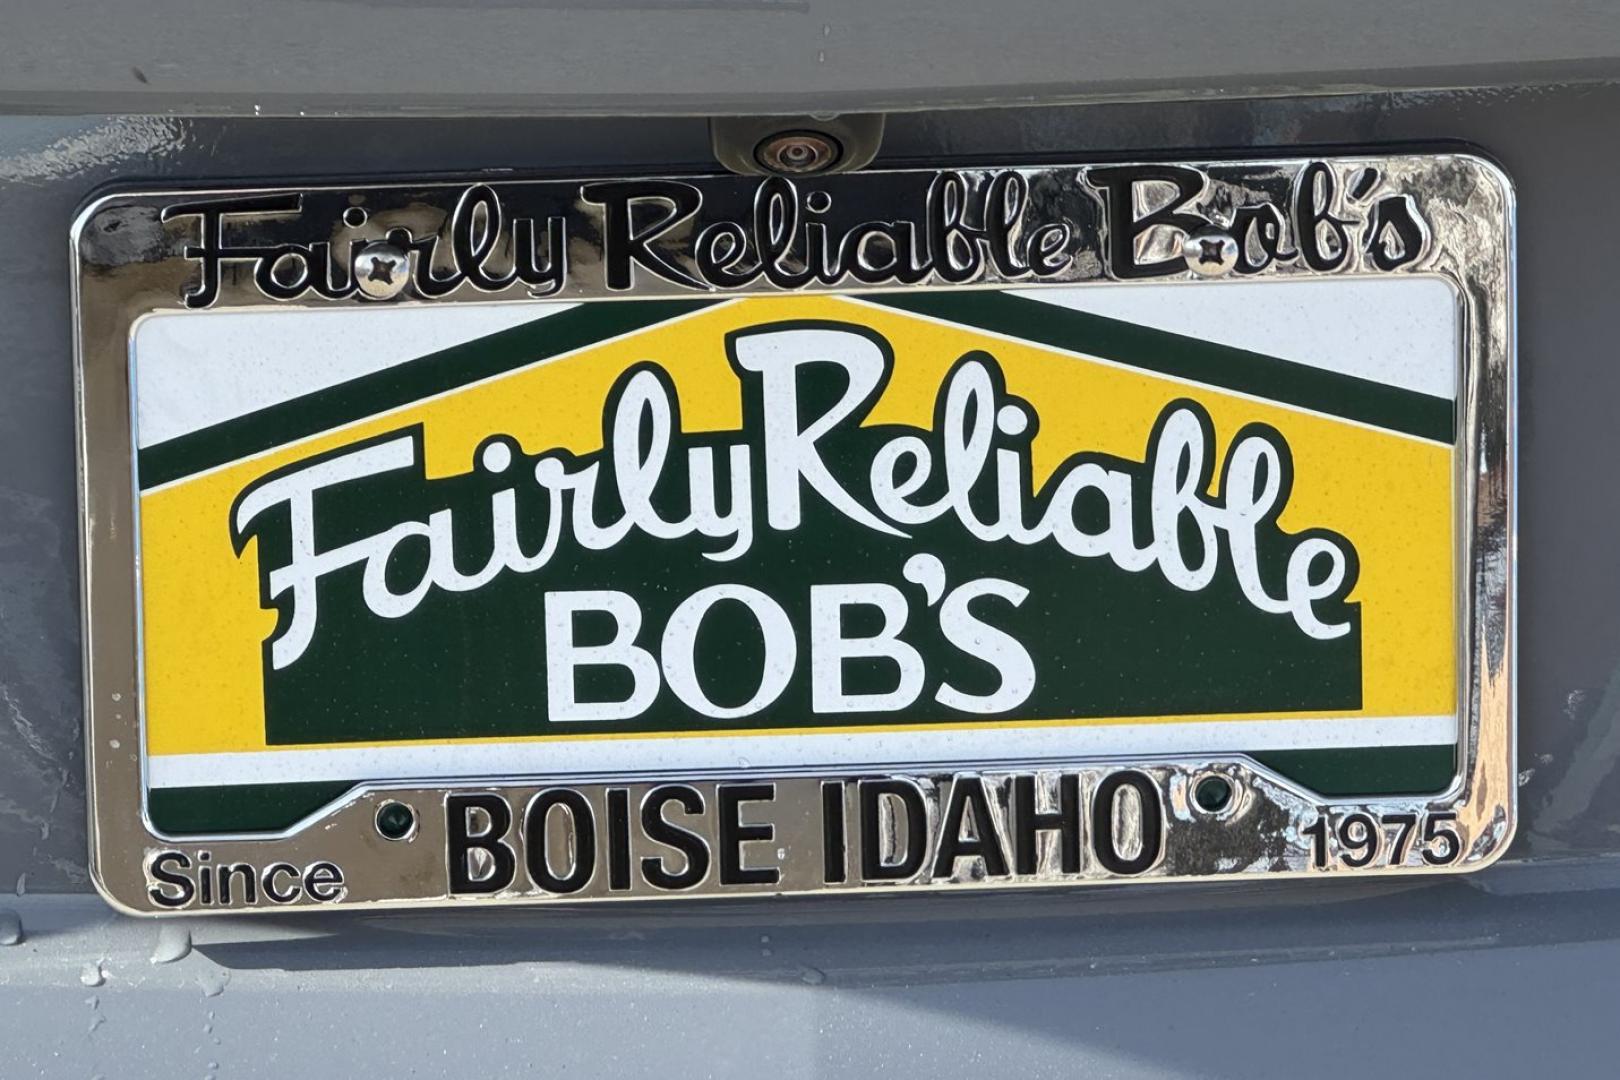 Fairly Reliable Bob's
Fairly Reliable
BOB'S
BOISE IDAHO
Since 1975